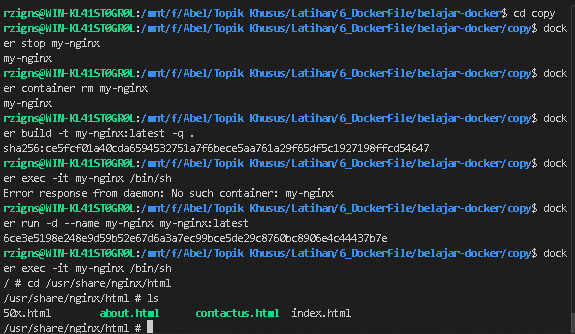 rzigns@WIN-KL41ST0GR0L:/mnt/f/Abel/Topik Khusus/Latihan/6_DockerFile/belajar-docker$ cd copy
rzigns@WIN-KL41ST0GR0L:/mnt/f/Abel/Topik Khusus/Latihan/6_DockerFile/belajar-docker/copy$ dock
er stop my-nginx
my-nginx
rzigns@WIN-KL41ST0GR0L:/mnt/f/Abel/Topik Khusus/Latihan/6_DockerFile/belajar-docker/copy$ dock
er container rm my-nginx
my-nginx
rzigns@WIN-KL41ST0GR0L:/mnt/f/Abel/Topik Khusus/Latihan/6_DockerFile/belajar-docker/copy$ dock
er build -t my-nginx:latest -q .
sha256:ce5fcf01a40cda6594532751a7f6bece5aa761a29f65df5c1927198ffcd54647
rzigns@WIN-KL41ST0GR0L:/mnt/f/Abel/Topik Khusus/Latihan/6_DockerFile/belajar-docker/copy$ dock
er exec -it my-nginx /bin/sh
Error response from daemon: No such container: my-nginx
rzigns@WIN-KL41ST0GR0L:/mnt/f/Abel/Topik Khusus/Latihan/6_DockerFile/belajar-docker/copy$ dock
er run -d --name my-nginx my-nginx:latest
6ce3e5198e248e9d59b52e67d6a3a7ec99bce5de29c8760bc8906e4c44437b7e
rzigns@WIN-KL41ST0GR0L:/mnt/f/Abel/Topik Khusus/Latihan/6_DockerFile/belajar-docker/copy$ dock
er exec -it my-nginx /bin/sh
/ # cd /usr/share/nginx/html
/usr/share/nginx/html # ls
50x.html about.html contactus.html index.html
/usr/share/nginx/html #